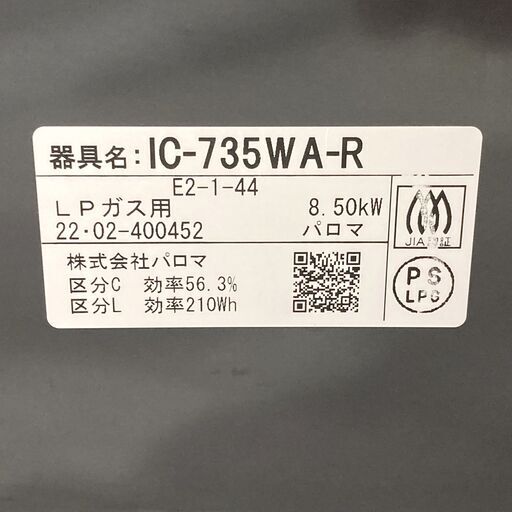 器具名:IC-735WA-R
E2-1-44
LPガス用 8.50kW
22・02-400452 パロマ
株式会社パロマ
区分C 効率56.3%
区分L 効率210Wh
JIA認証
PS
LPG